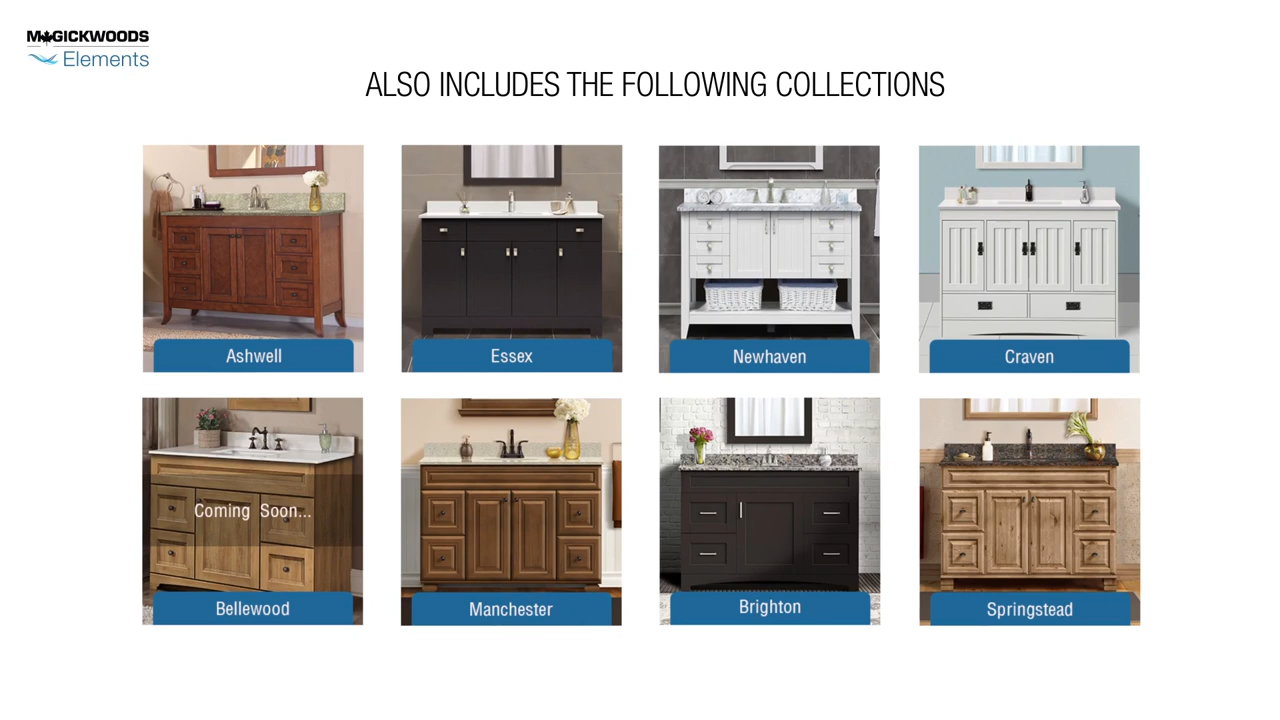 MAGICKWOODS
Elements
ALSO INCLUDES THE FOLLOWING COLLECTIONS
Ashwell
Essex
Newhaven
Craven
Coming Soon...
Bellewood
Manchester
Brighton
Springstead